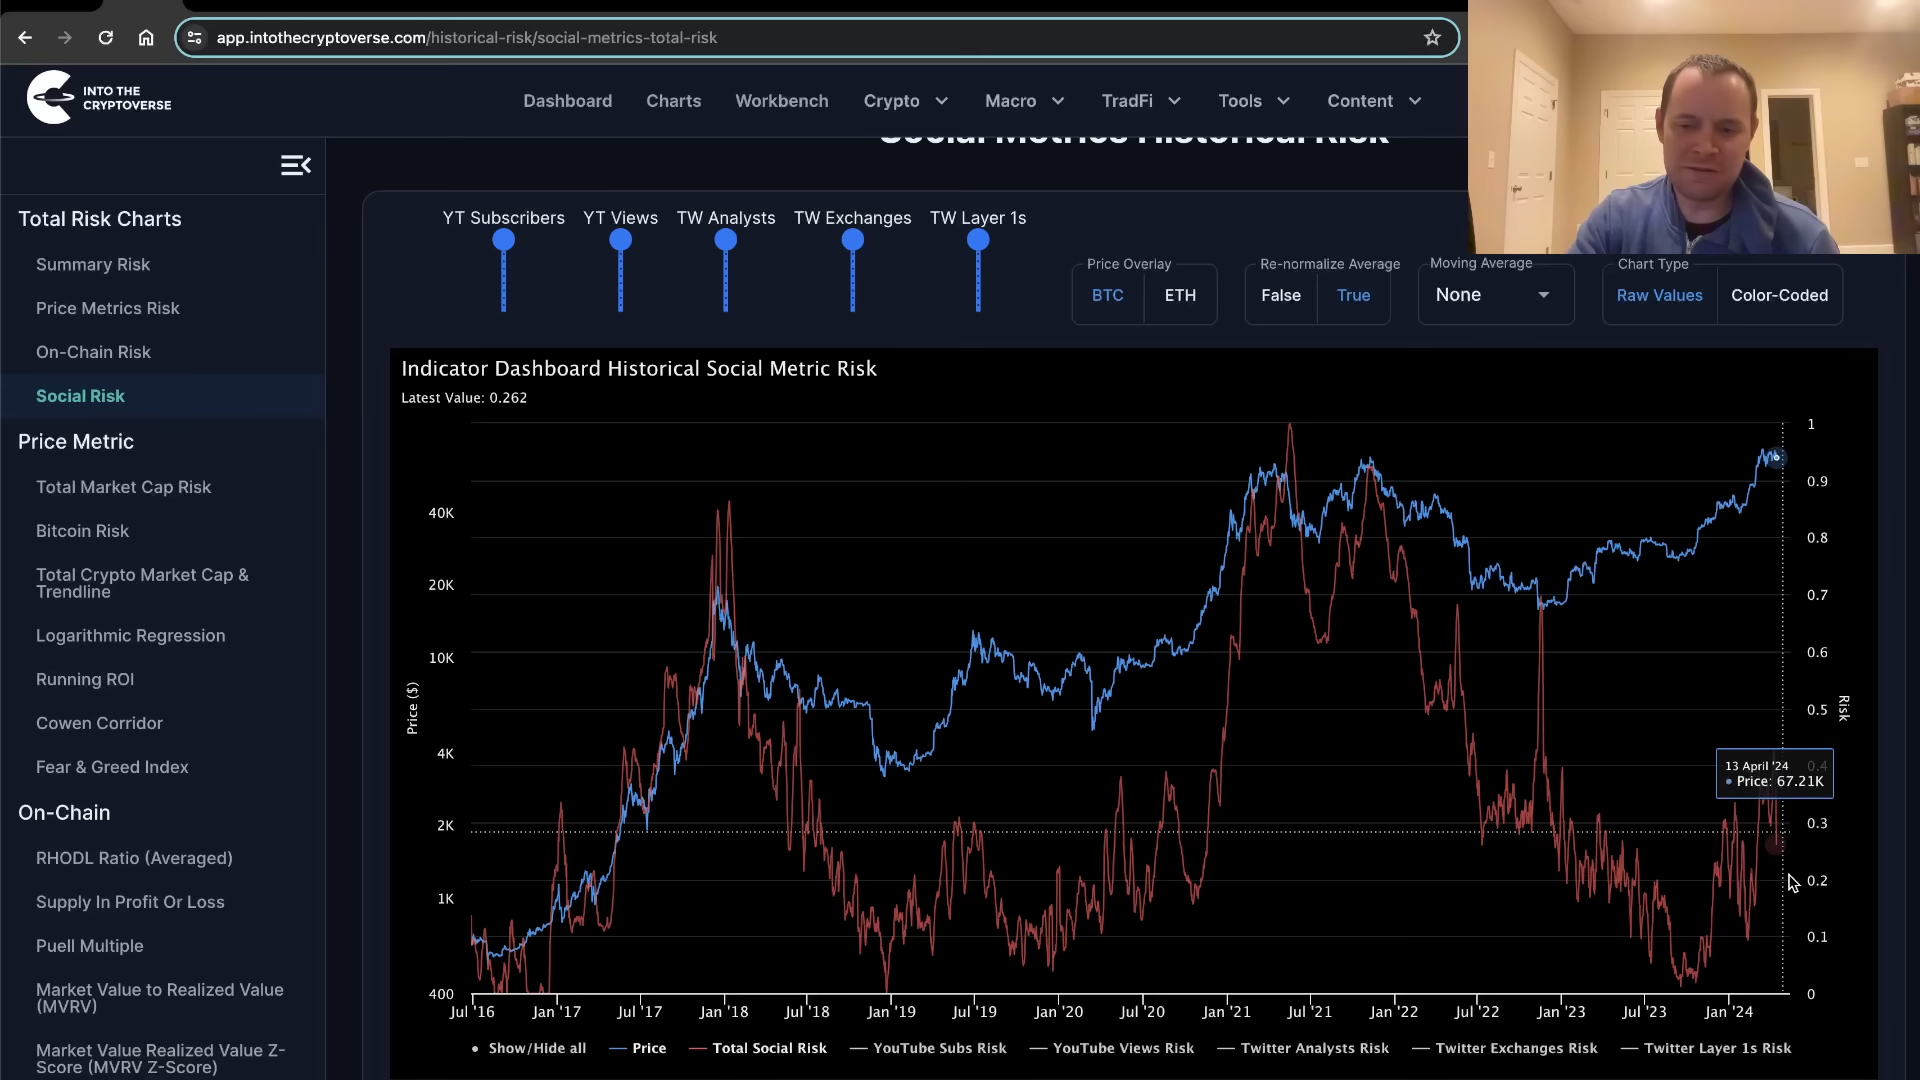 app.intothecryptoverse.com/historical-risk/social-metrics-total-risk
INTO THE
CRYPTOVERSE
Dashboard
Charts
Workbench
Crypto
Macro
TradFi
Tools
Content
Social Metrics Historical Risk
Total Risk Charts
Summary Risk
Price Metrics Risk
On-Chain Risk
Social Risk
Price Metric
Total Market Cap Risk
Bitcoin Risk
Total Crypto Market Cap &
Trendline
Logarithmic Regression
Running ROI
Cowen Corridor
Fear & Greed Index
On-Chain
RHODL Ratio (Averaged)
Supply In Profit Or Loss
Puell Multiple
Market Value to Realized Value
(MVRV)
Market Value Realized Value Z-
Score (MVRV Z-Score)
YT Subscribers
YT Views
TW Analysts
TW Exchanges
TW Layer 1s
Price Overlay
BTC
ETH
Re-normalize Average
False
True
Moving Average
None
Chart Type
Raw Values
Color-Coded
Indicator Dashboard Historical Social Metric Risk
Latest Value: 0.262
Price ($)
40K
20K
10K
4K
2K
1K
400
1
0.9
0.8
0.7
0.6
0.5
0.4
0.3
0.2
0.1
0
Risk
13 April '24
Price: 67.21K
Jul '16
Jan '17
Jul '17
Jan '18
Jul '18
Jan '19
Jul '19
Jan '20
Jul '20
Jan '21
Jul '21
Jan '22
Jul '22
Jan '23
Jul '23
Jan '24
Show/Hide all
Price
Total Social Risk
YouTube Subs Risk
YouTube Views Risk
Twitter Analysts Risk
Twitter Exchanges Risk
Twitter Layer 1s Risk